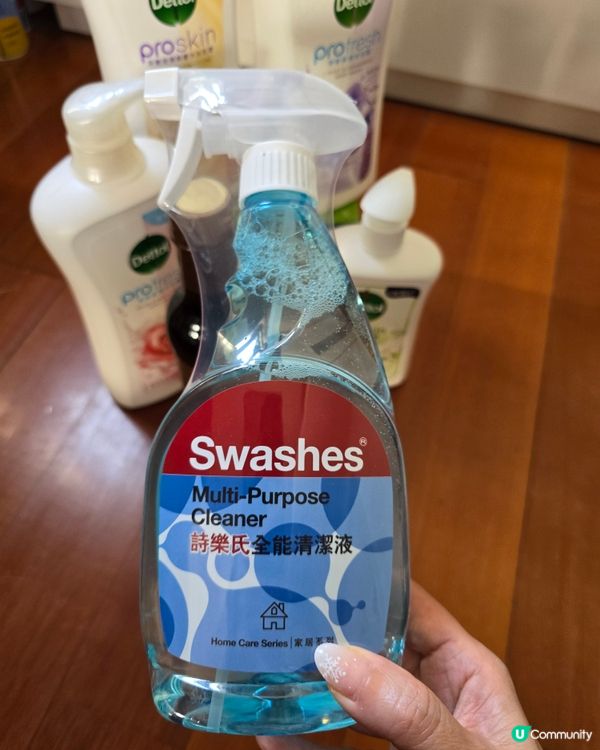 Dettol
proskin
Dettol
profresh
Dettol
profresh
Dettol
Swashes®
Multi-Purpose
Cleaner
詩樂氏全能清潔液
Home Care Series | 家居系列
U Community